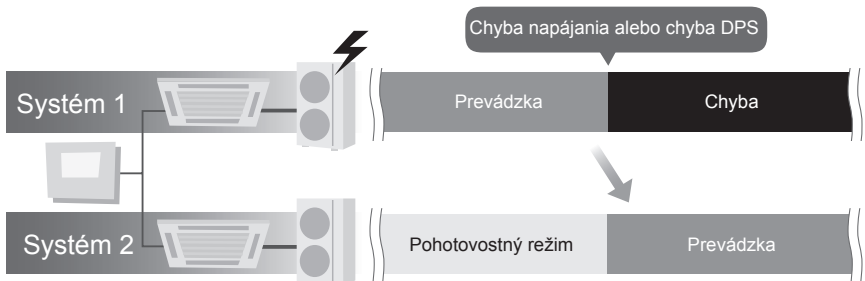 Chyba napájania alebo chyba DPS
Systém 1
Prevádzka
Chyba
Systém 2
Pohotovostný režim
Prevádzka